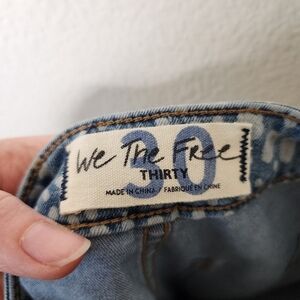 30
We The Free
THIRTY
MADE IN CHINA / FABRIQUÉ EN CHINE